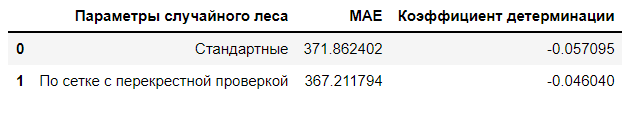 Параметры случайного леса MAE Коэффициент детерминации
0 Стандартные 371.862402 -0.057095
1 По сетке с перекрестной проверкой 367.211794 -0.046040